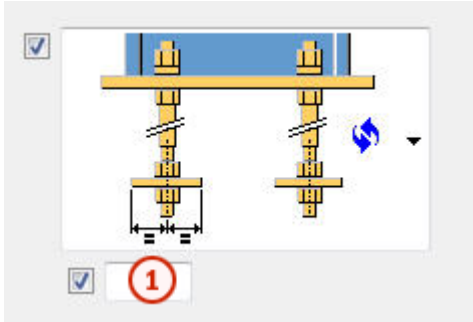 = =
1